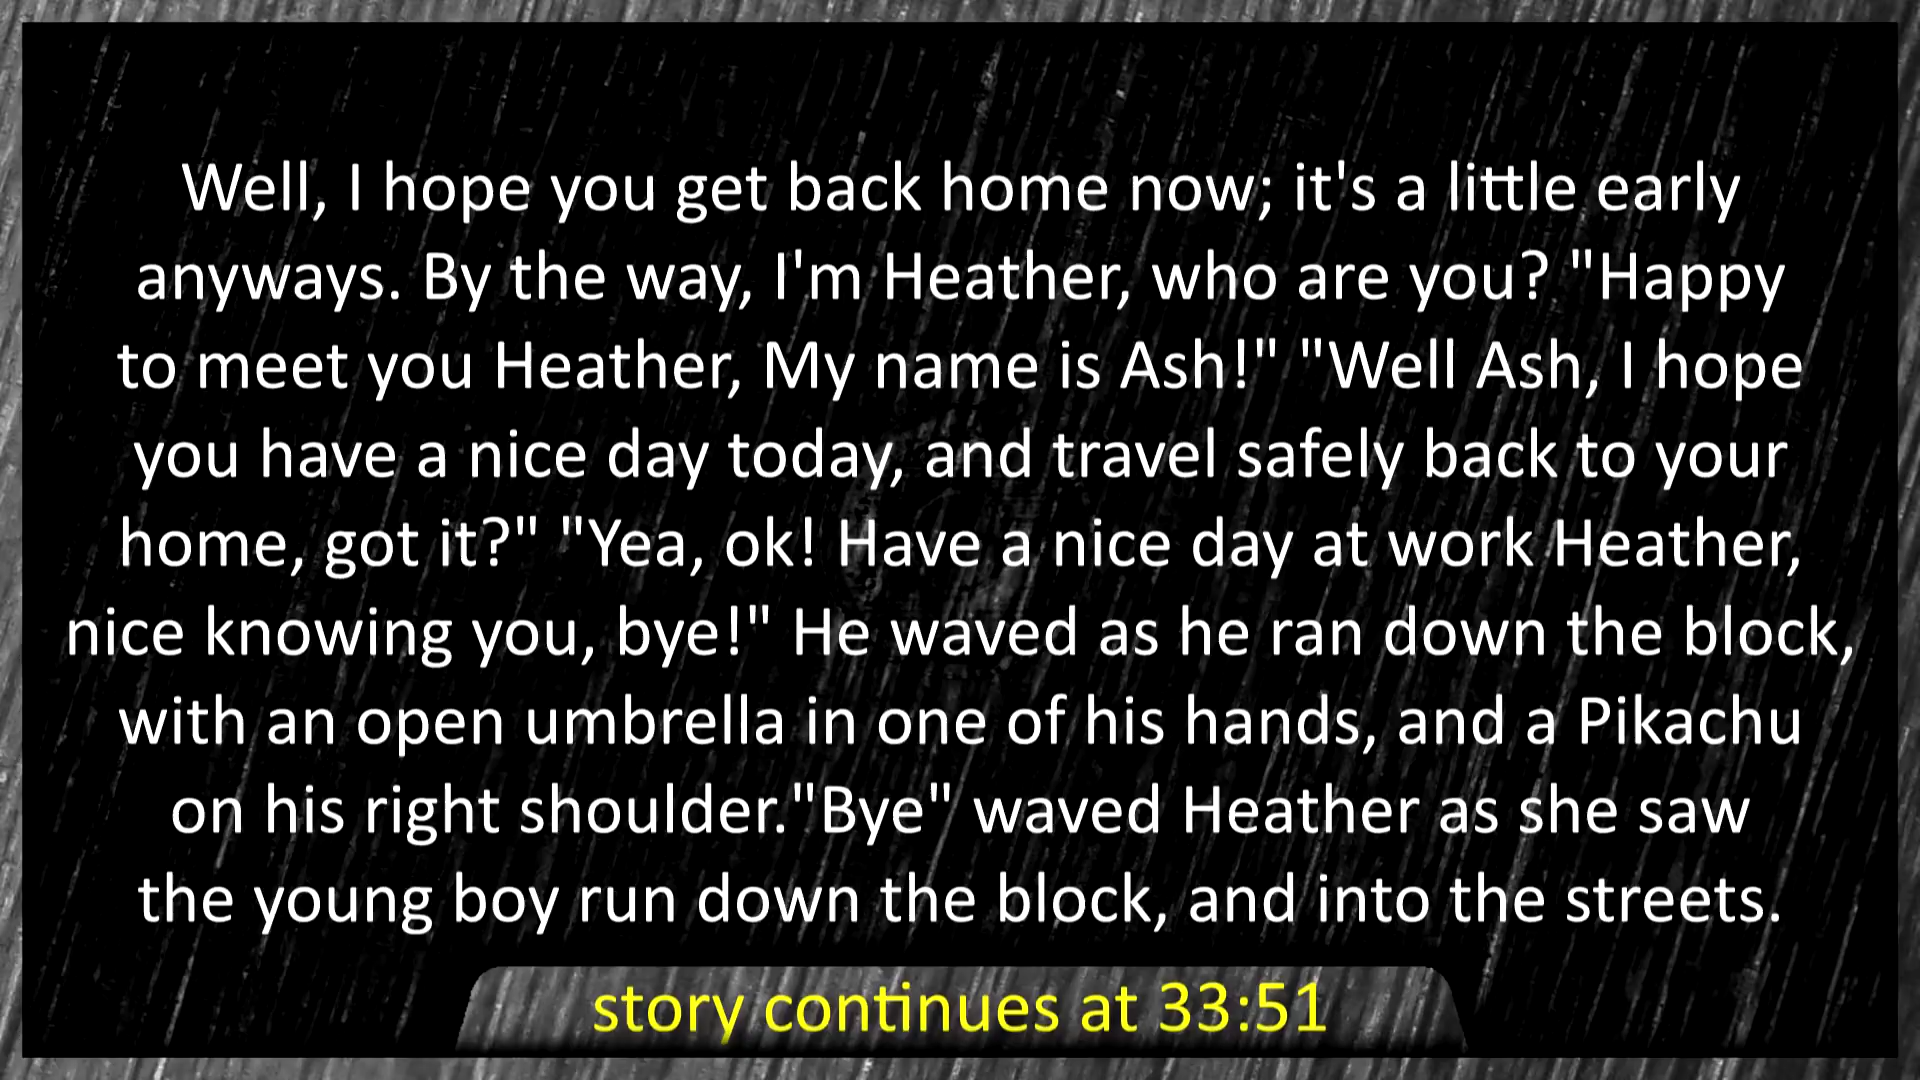 Well, I hope you get back home now; it's a little early
anyways. By the way, I'm Heather, who are you? "Happy
to meet you Heather, My name is Ash!" "Well Ash, I hope
you have a nice day today, and travel safely back to your
home, got it?" "Yea, ok! Have a nice day at work Heather,
nice knowing you, bye!" He waved as he ran down the block,
with an open umbrella in one of his hands, and a Pikachu
on his right shoulder."Bye" waved Heather as she saw
the young boy run down the block, and into the streets.
story continues at 33:51